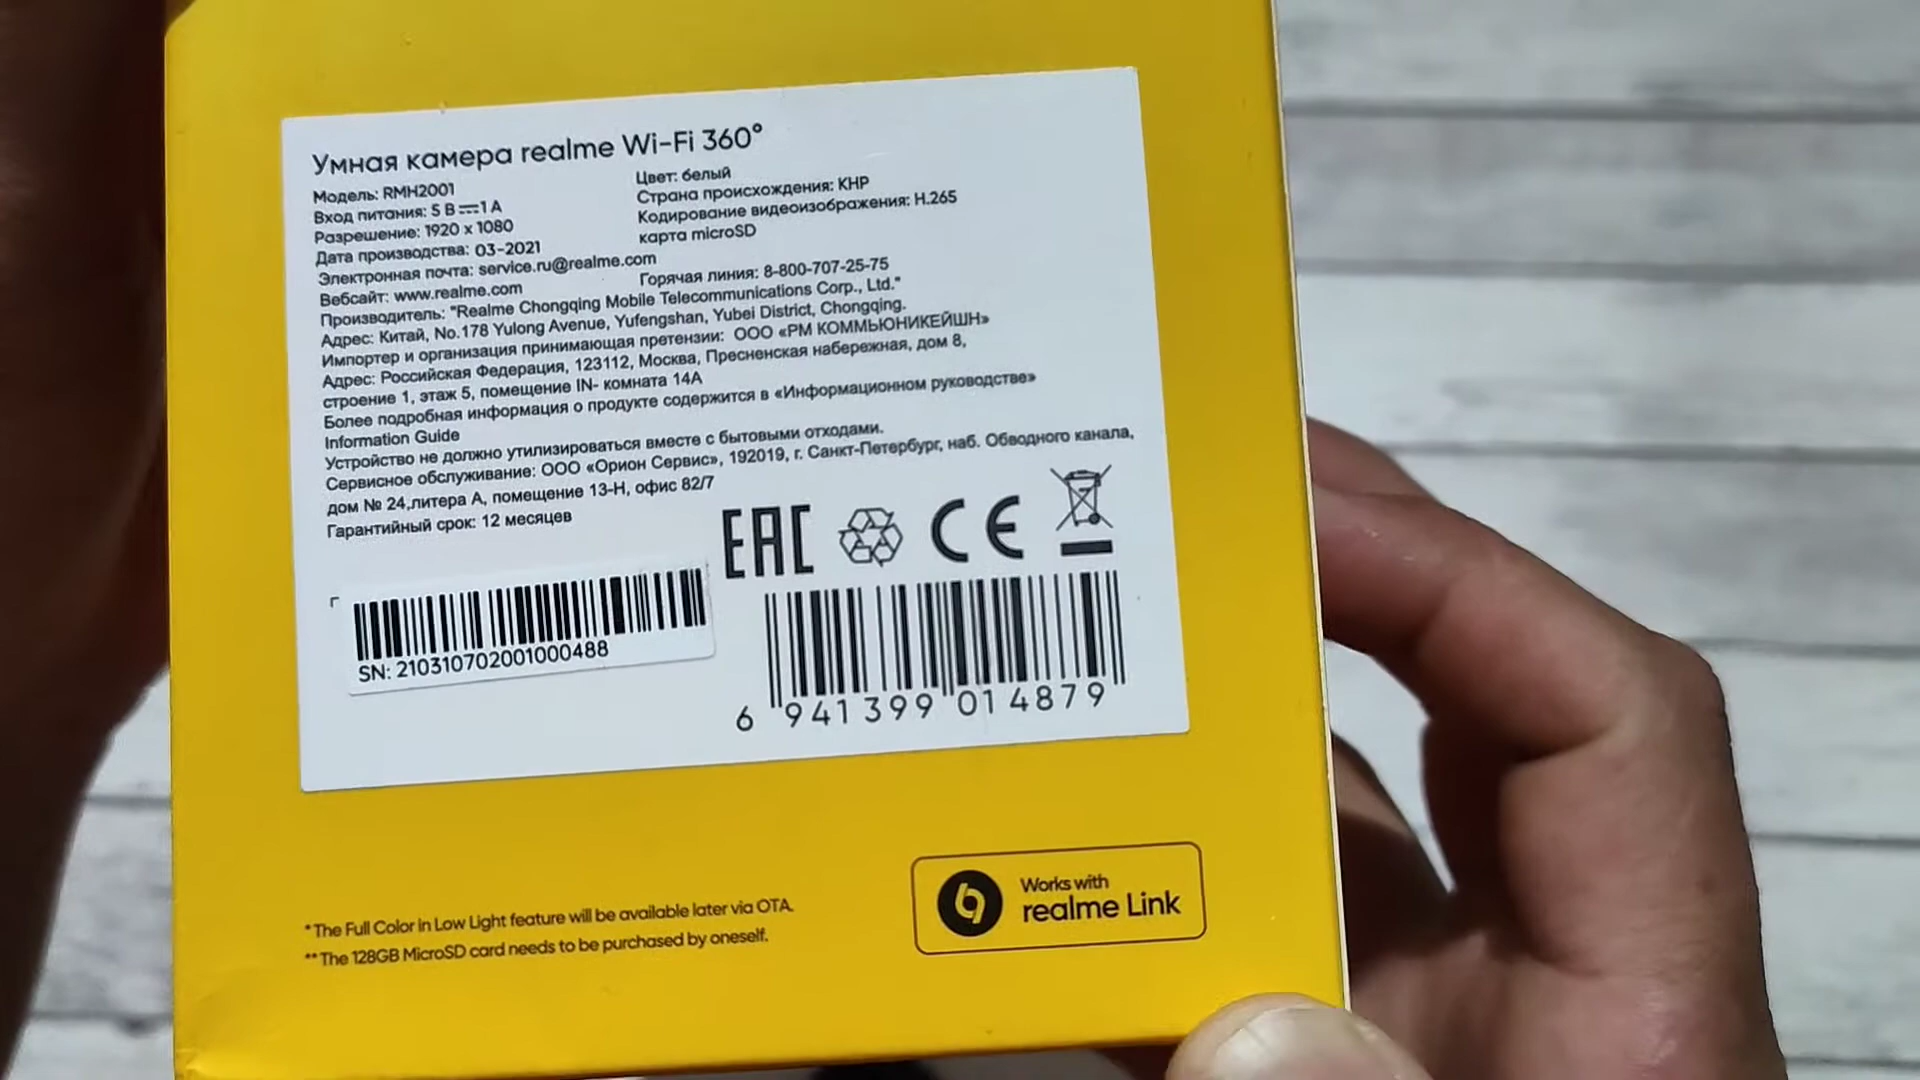 Умная камера realme Wi-Fi 360°
Модель: RMH2001
Вход питания: 5 В⎓1 А
Разрешение: 1920 x 1080
Дата производства: 03-2021
Электронная почта: service.ru@realme.com
Вебсайт: www.realme.com
Цвет: белый
Страна происхождения: КНР
Кодирование видеоизображения: H.265
карта microSD
Горячая линия: 8-800-707-25-75
Производитель: "Realme Chongqing Mobile Telecommunications Corp., Ltd."
Адрес: Китай, No.178 Yulong Avenue, Yufengshan, Yubei District, Chongqing.
Импортер и организация принимающая претензии: ООО «РМ КОММЬЮНИКЕЙШН»
Адрес: Российская Федерация, 123112, Москва, Пресненская набережная, дом 8,
строение 1, этаж 5, помещение IN- комната 14А
Более подробная информация о продукте содержится в «Информационном руководстве»
Information Guide
Устройство не должно утилизироваться вместе с бытовыми отходами.
Сервисное обслуживание: ООО «Орион Сервис», 192019, г. Санкт-Петербург, наб. Обводного канала,
дом № 24,литера А, помещение 13-Н, офис 82/7
Гарантийный срок: 12 месяцев
EAC CE
SN: 210310702001000488
6 941399 014879
* The Full Color in Low Light feature will be available later via OTA.
** The 128GB MicroSD card needs to be purchased by oneself.
Works with
realme Link